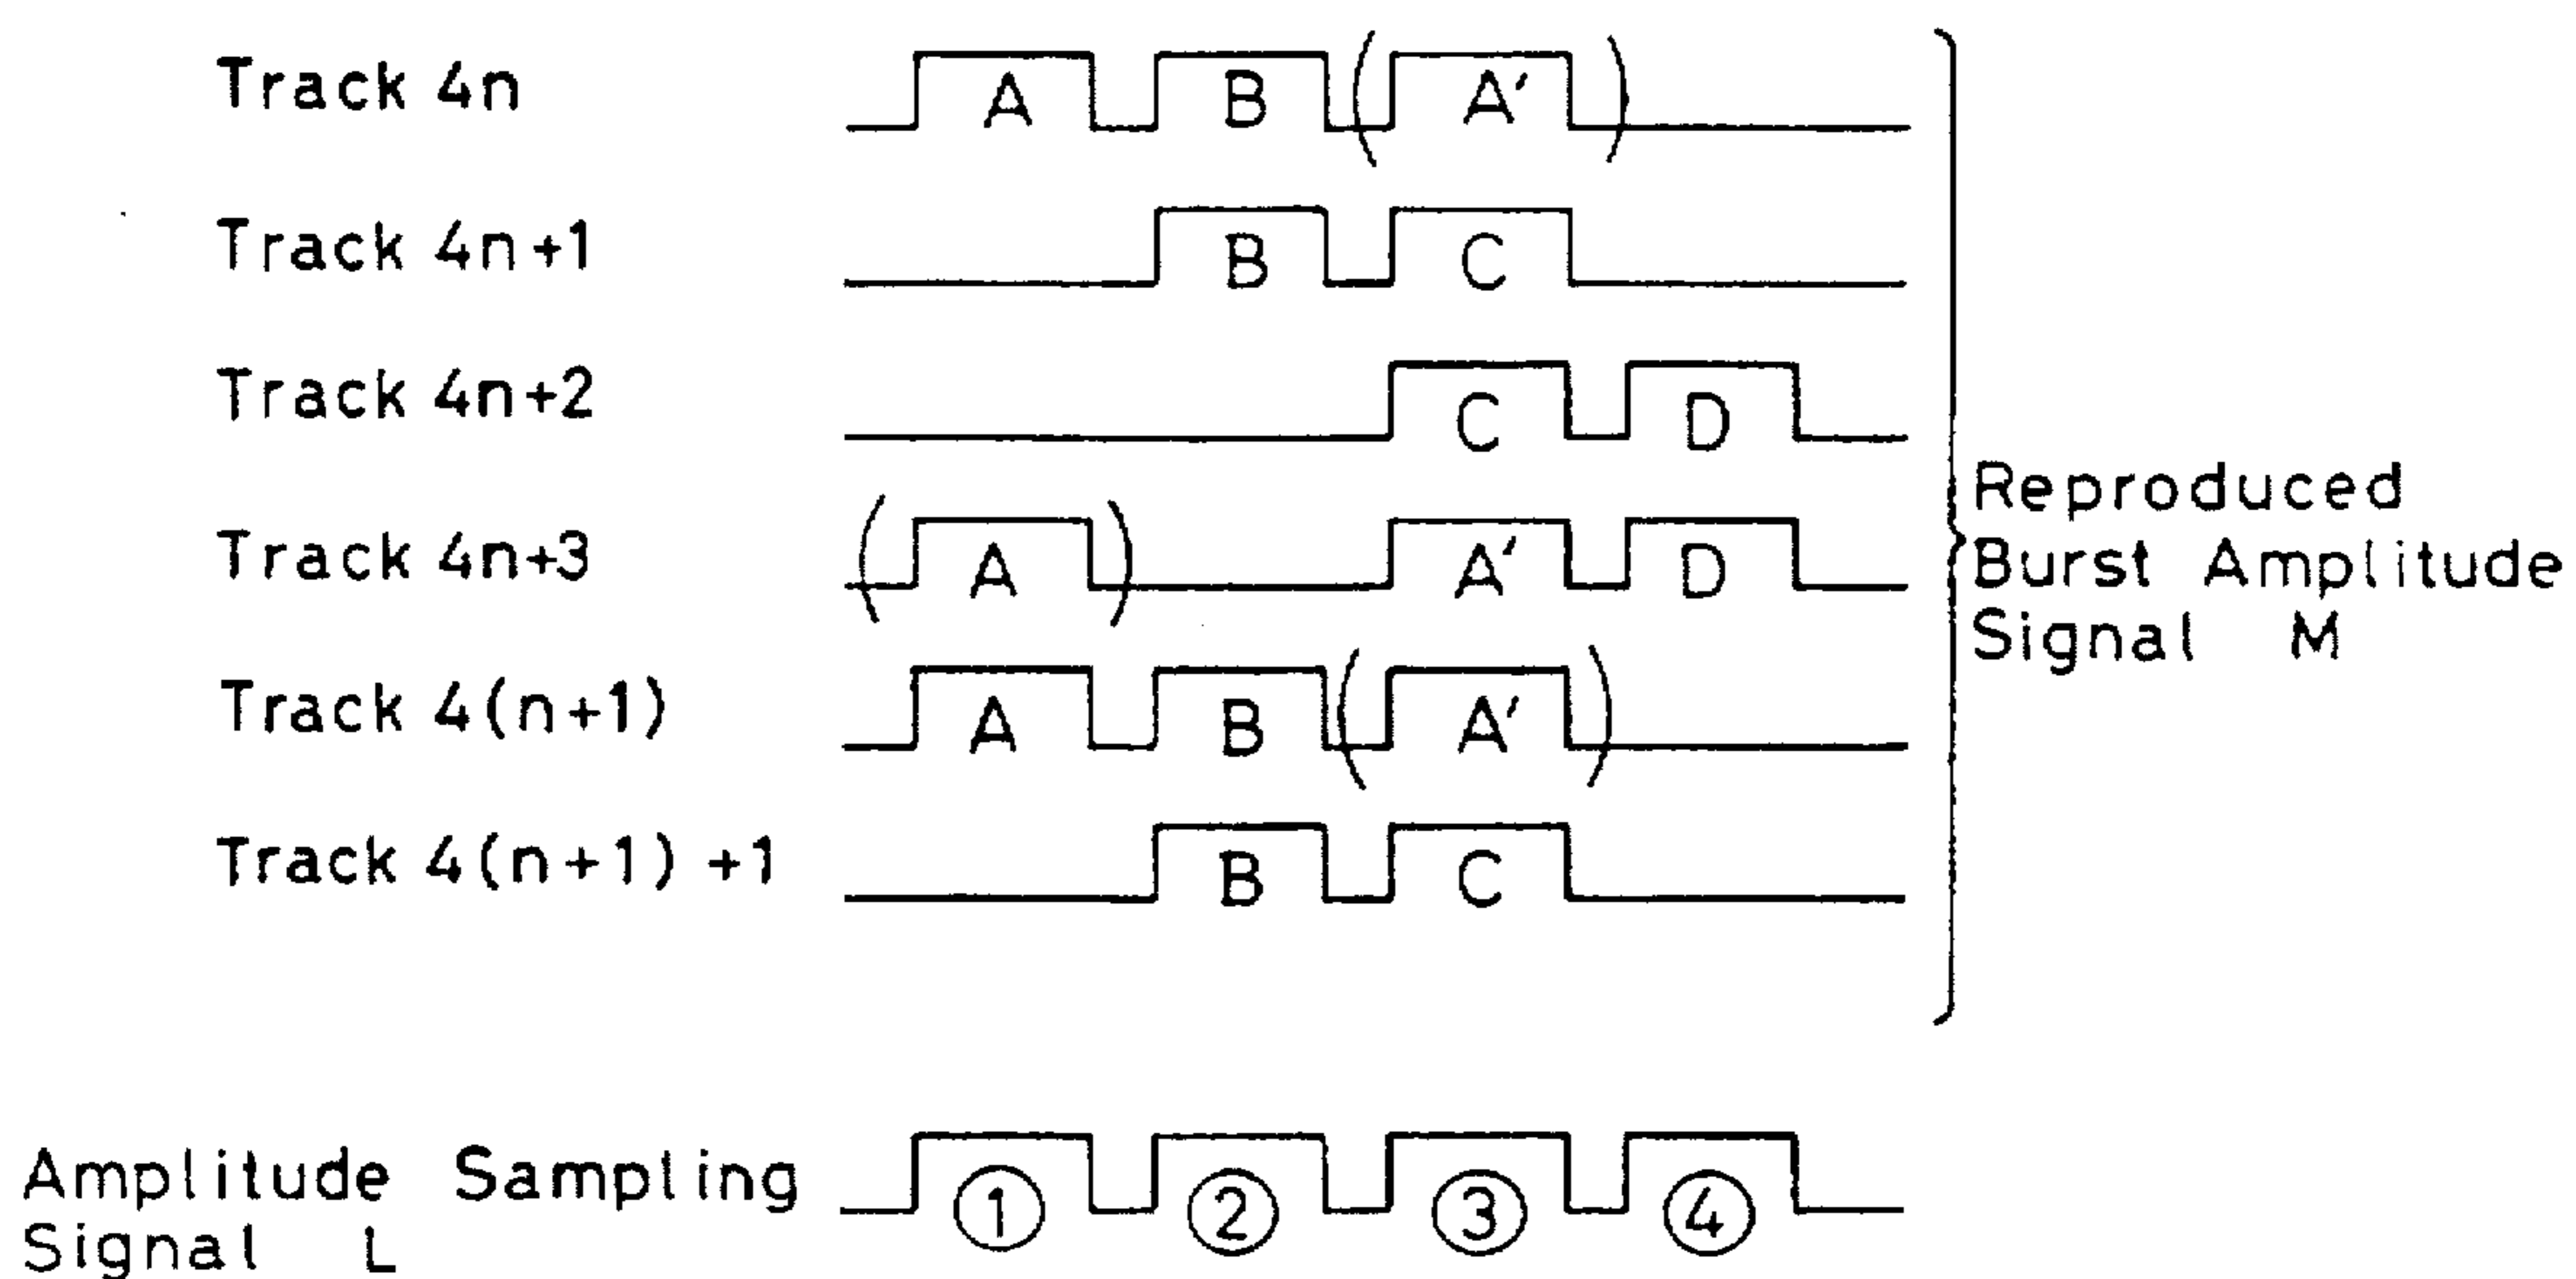 Track 4n A B (A′)
Track 4n+1 B C
Track 4n+2 C D
Track 4n+3 (A) A′ D
Track 4(n+1) A B (A′)
Track 4(n+1) +1 B C
Reproduced
Burst Amplitude
Signal M
Amplitude Sampling
Signal L
① ② ③ ④